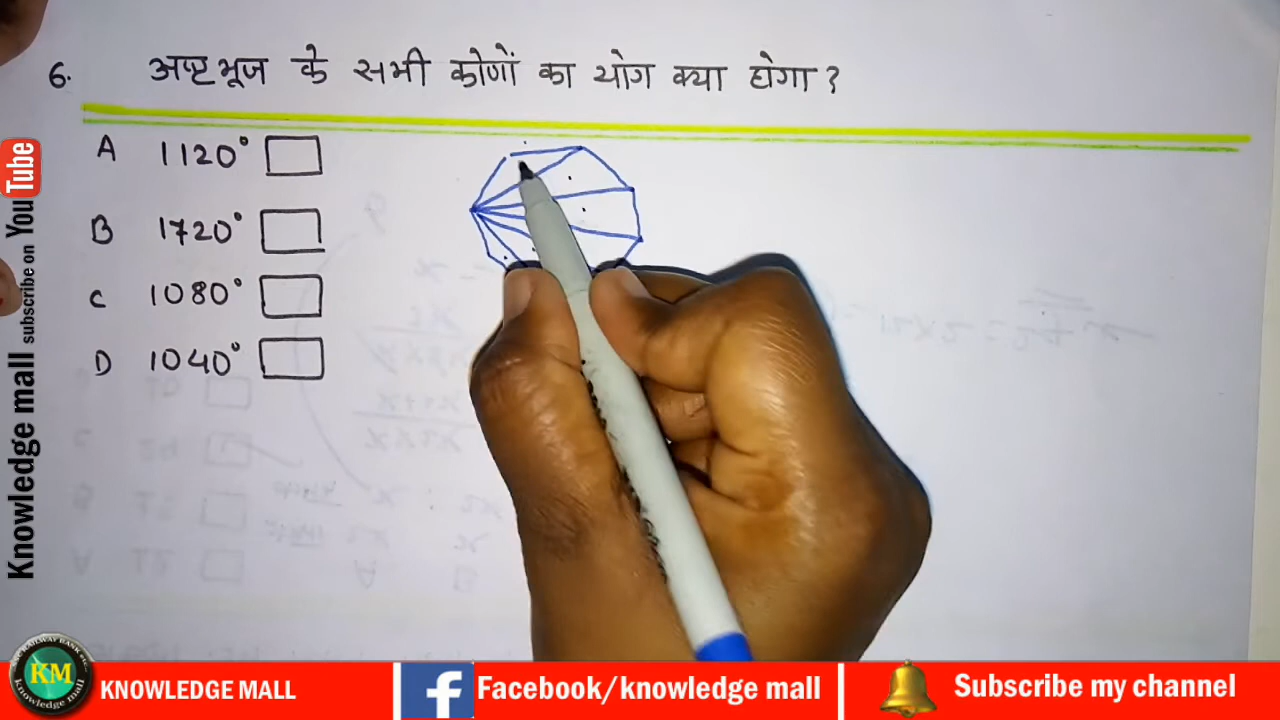 6. अष्टभूज के सभी कोणों का योग क्या होगा ?
A 1120°
B 1720°
C 1080°
D 1040°
Knowledge mall subscribe on YouTube
KM
KNOWLEDGE MALL
Facebook/knowledge mall
Subscribe my channel